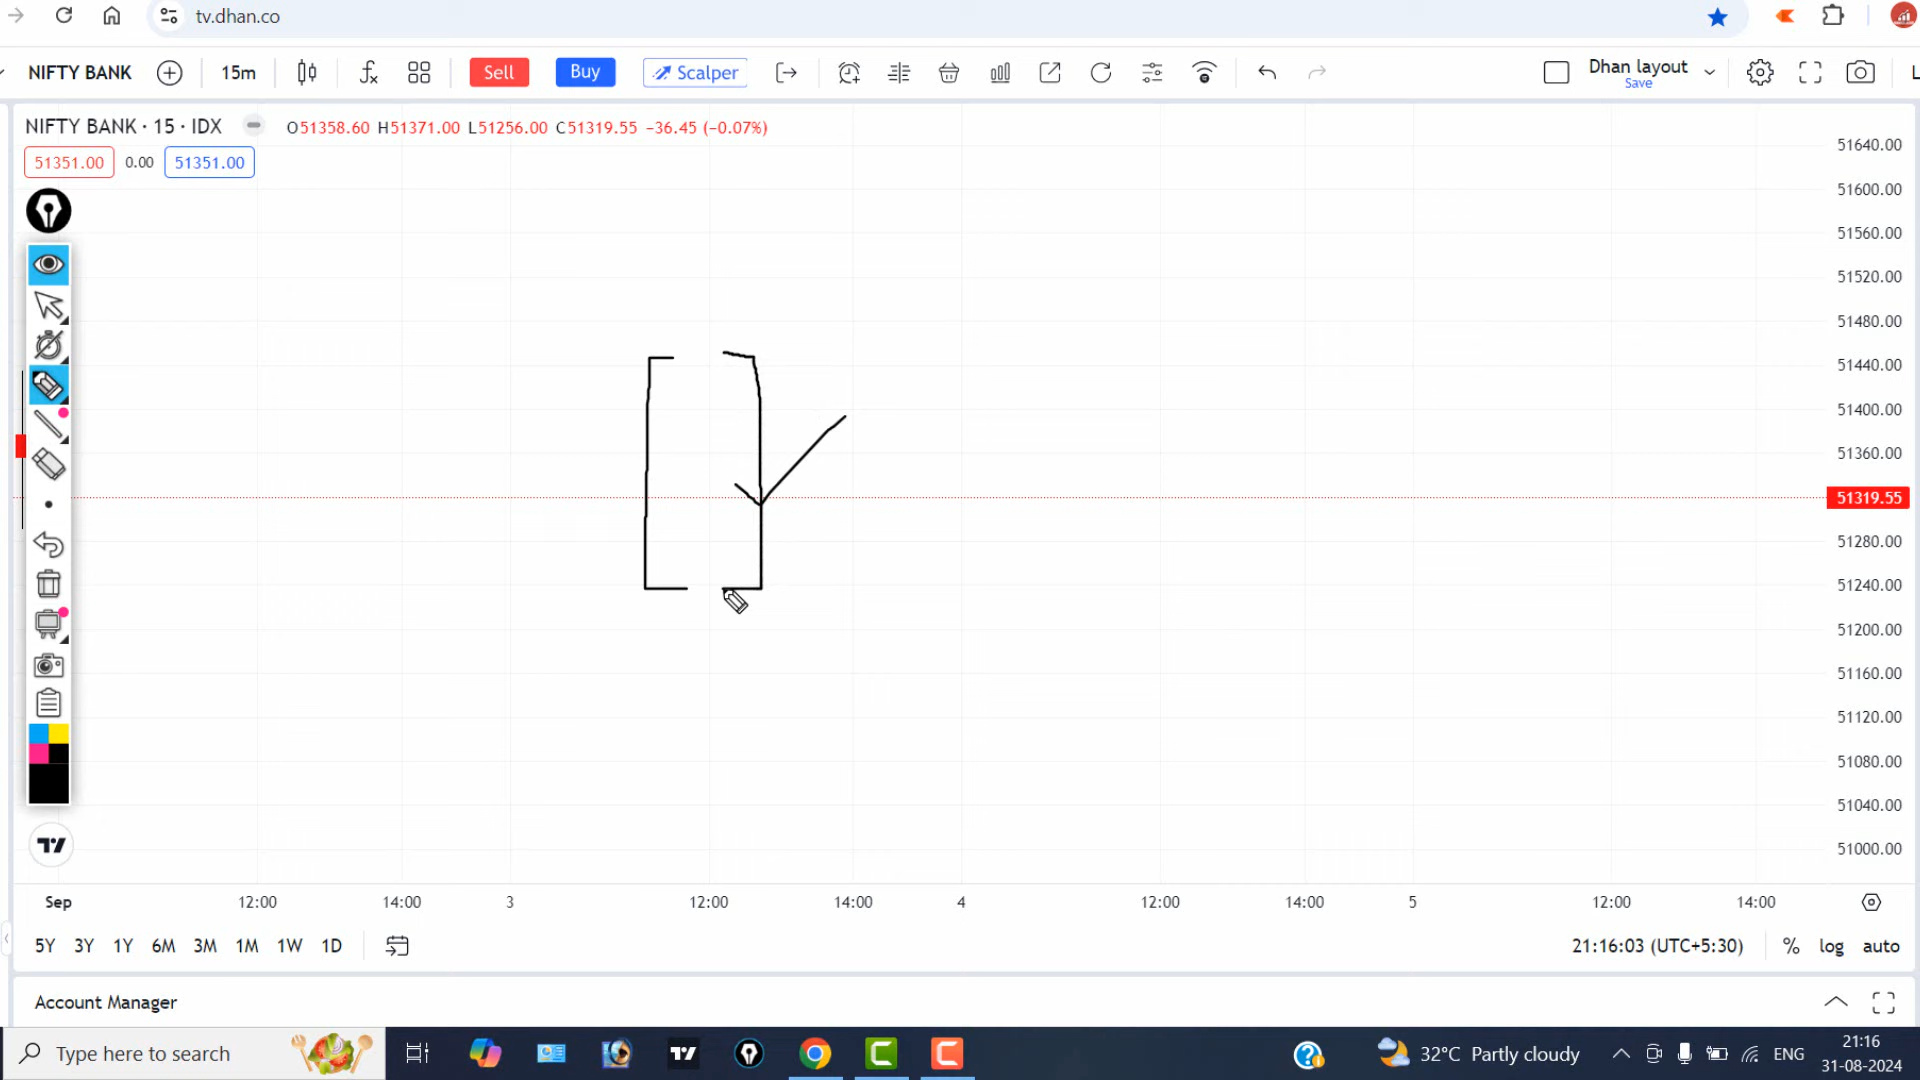 tv.dhan.co
NIFTY BANK 15m Sell Buy Scalper Dhan layout
Save
NIFTY BANK · 15 · IDX O51358.60 H51371.00 L51256.00 C51319.55 −36.45 (−0.07%)
51351.00 0.00 51351.00
51640.00
51600.00
51560.00
51520.00
51480.00
51440.00
51400.00
51360.00
51319.55
51280.00
51240.00
51200.00
51160.00
51120.00
51080.00
51040.00
51000.00
Sep 12:00 14:00 3 12:00 14:00 4 12:00 14:00 5 12:00 14:00
5Y 3Y 1Y 6M 3M 1M 1W 1D 21:16:03 (UTC+5:30) % log auto
Account Manager
Type here to search 32°C Partly cloudy ENG 21:16
31-08-2024